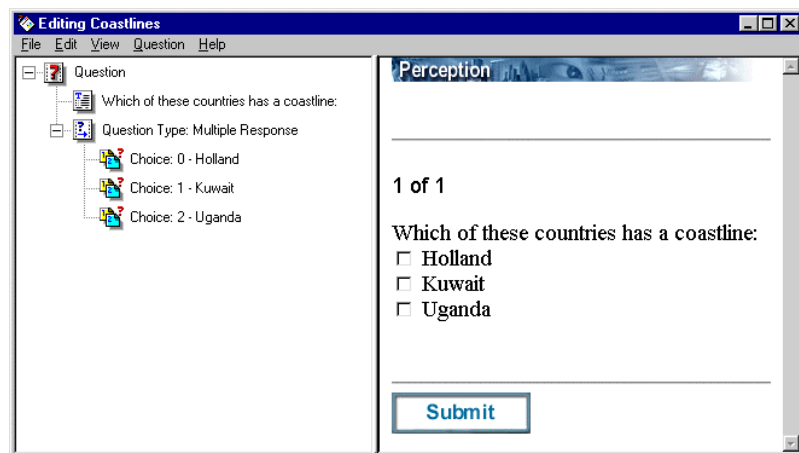 Editing Coastlines
File Edit View Question Help
Question
Which of these countries has a coastline:
Question Type: Multiple Response
Choice: 0 - Holland
Choice: 1 - Kuwait
Choice: 2 - Uganda
Perception
1 of 1
Which of these countries has a coastline:
Holland
Kuwait
Uganda
Submit